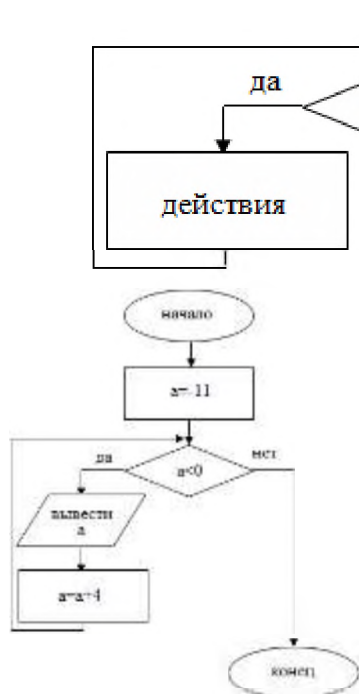 да
действия
начало
a=-11
да
a<0
нет
вывести
a
a=a+4
конец